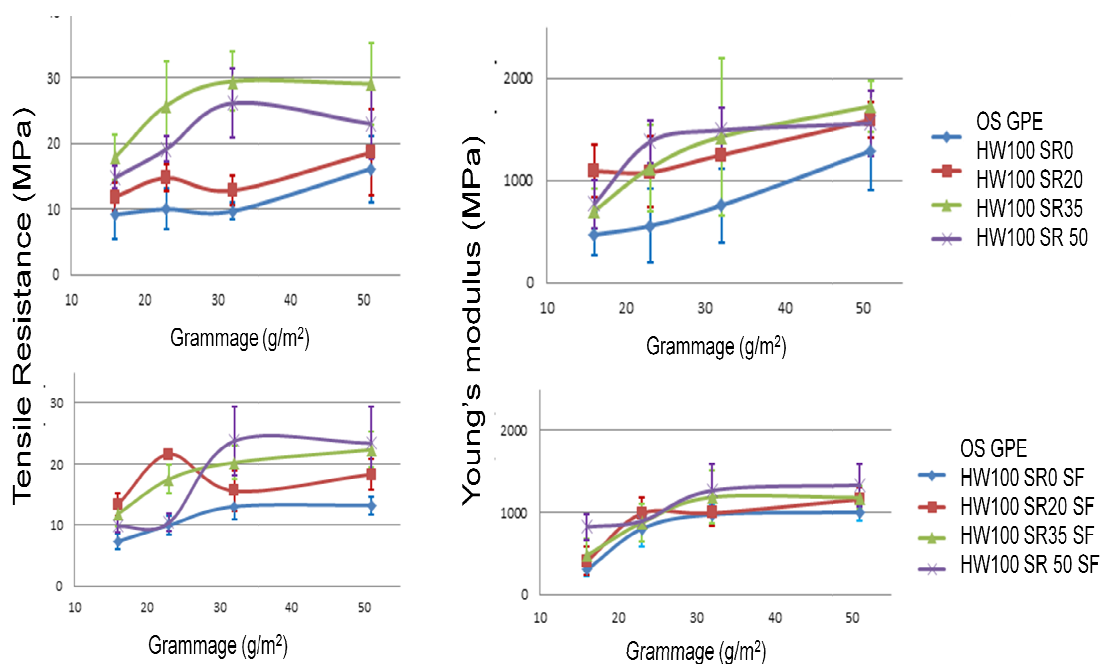 Tensile Resistance (MPa)
40
30
20
10
0
10 20 30 40 50
Grammage (g/m²)
Young's modulus (MPa)
2000
1000
0
10 20 30 40 50
Grammage (g/m²)
OS GPE
HW100 SR0
HW100 SR20
HW100 SR35
HW100 SR 50
30
20
10
0
10 20 30 40 50
Grammage (g/m²)
2000
1000
0
10 20 30 40 50
Grammage (g/m²)
OS GPE
HW100 SR0 SF
HW100 SR20 SF
HW100 SR35 SF
HW100 SR 50 SF